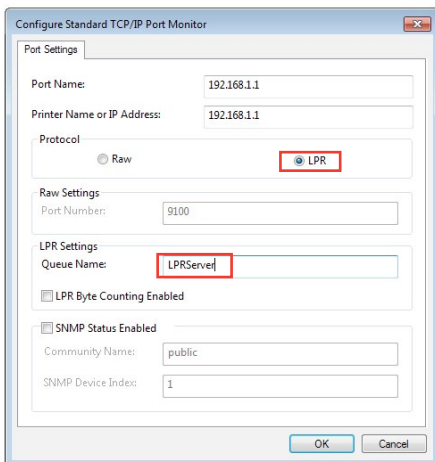 Configure Standard TCP/IP Port Monitor
Port Settings
Port Name: 192.168.1.1
Printer Name or IP Address: 192.168.1.1
Protocol
Raw LPR
Raw Settings
Port Number: 9100
LPR Settings
Queue Name: LPRServer
LPR Byte Counting Enabled
SNMP Status Enabled
Community Name: public
SNMP Device Index: 1
OK Cancel